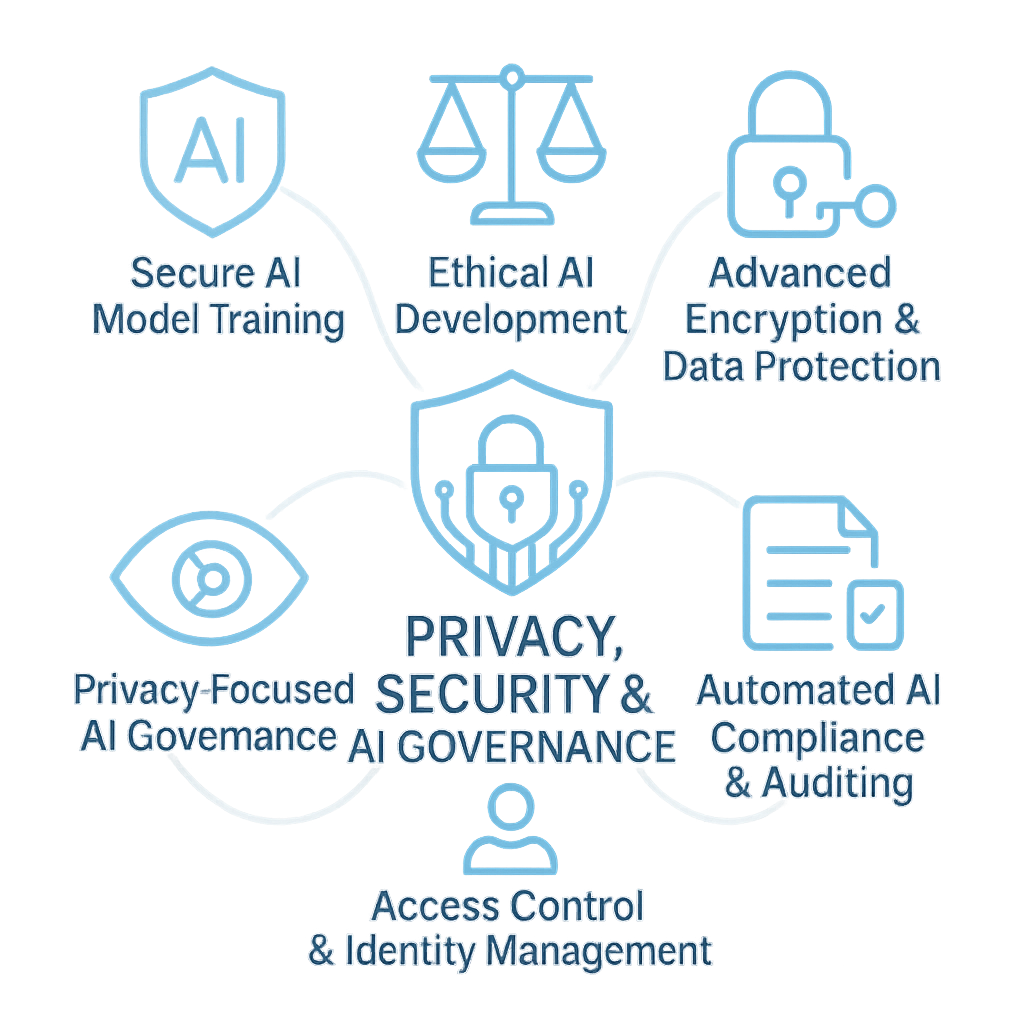 AI
Secure AI
Model Training
Ethical AI
Development
Advanced
Encryption &
Data Protection
Privacy-Focused
AI Govemance
PRIVACY,
SECURITY &
AI GOVERNANCE
Automated AI
Compliance
& Auditing
Access Control
& Identity Management